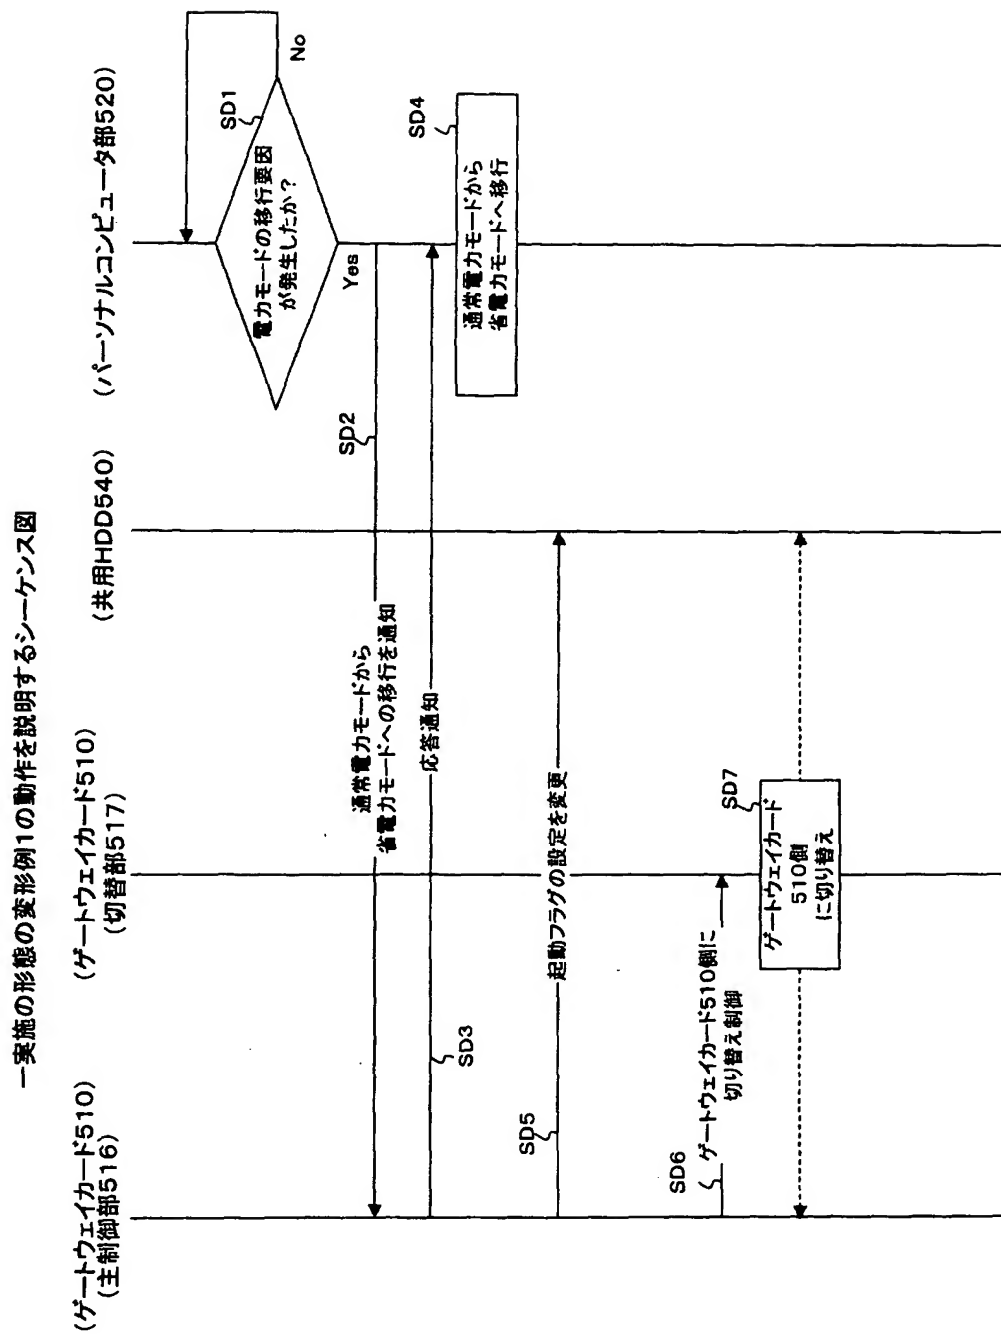 一実施の形態の変形例1の動作を説明するシーケンス図
(ゲートウェイカード510)
(主制御部516)
(ゲートウェイカード510)
(切替部517)
(共用HDD540)
(パーソナルコンピュータ部520)
SD1
電力モードの移行要因
が発生したか?
No
Yes
SD2
通常電力モードから
省電力モードへの移行を通知
SD3
応答通知
SD4
通常電力モードから
省電力モードへ移行
SD5
起動フラグの設定を変更
SD6
ゲートウェイカード510側に
切り替え制御
SD7
ゲートウェイカード
510側
に切り替え